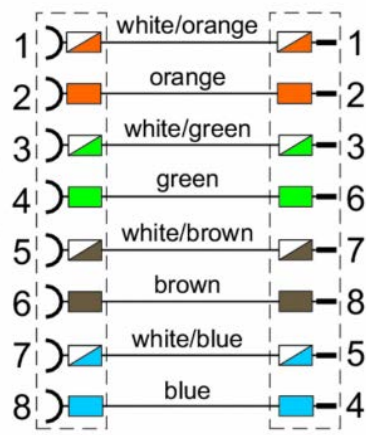 1 white/orange 1
2 orange 2
3 white/green 3
4 green 6
5 white/brown 7
6 brown 8
7 white/blue 5
8 blue 4